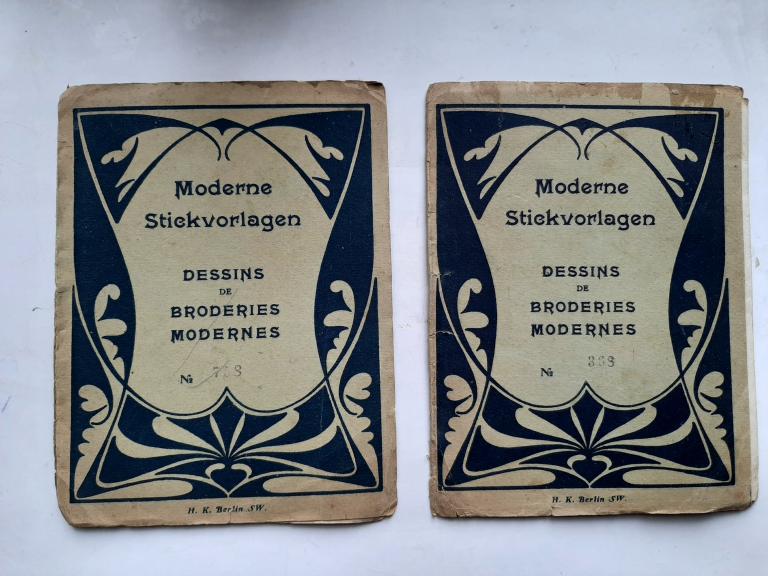 Moderne
Stickvorlagen
DESSINS
DE
BRODERIES
MODERNES
No
H. K. Berlin SW.
Moderne
Stickvorlagen
DESSINS
DE
BRODERIES
MODERNES
No
H. K. Berlin SW.